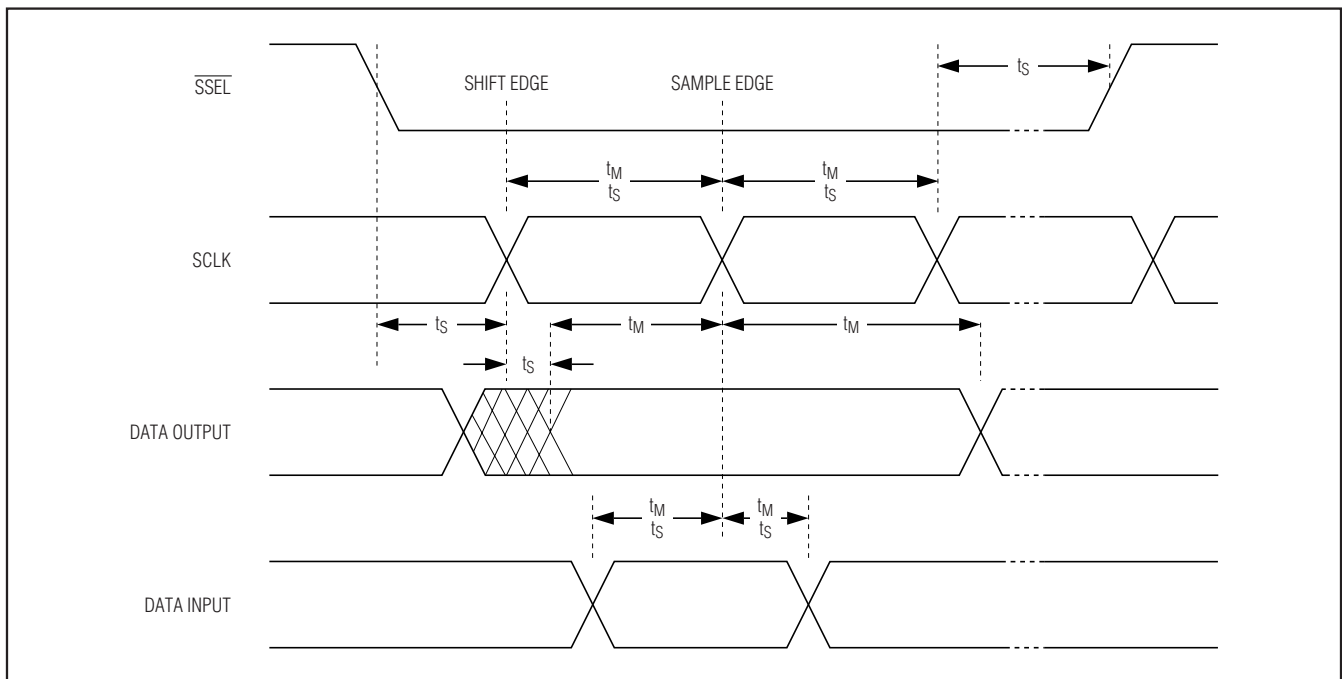 SSEL
SHIFT EDGE
SAMPLE EDGE
tS
tM
tS
tM
tS
SCLK
tS
tM
tM
tS
DATA OUTPUT
tM
tS
tM
tS
DATA INPUT